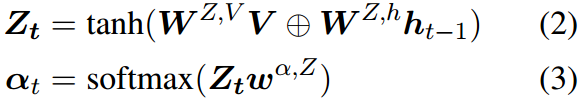 Z_t = tanh(W^{Z,V} V ⊕ W^{Z,h} h_{t−1}) (2)
α_t = softmax(Z_t w^{α,Z}) (3)